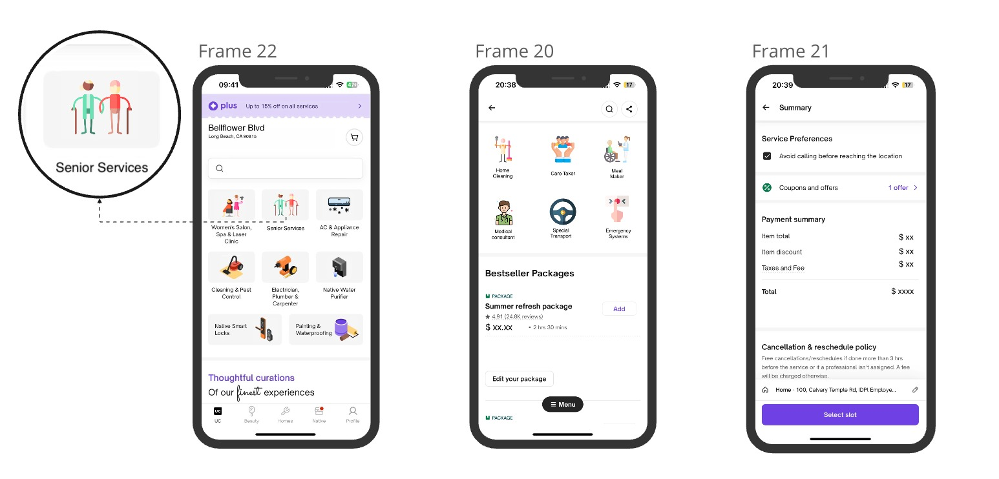 Senior Services
Frame 22
09:41
47
plus Up to 15% off on all services
Bellflower Blvd
Long Beach, CA 90815
Women's Salon,
Spa & Laser
Clinic
Senior Services
AC & Appliance
Repair
Cleaning & Pest
Control
Electrician,
Plumber &
Carpenter
Native Water
Purifier
Native Smart
Locks
Painting &
Waterproofing
Thoughtful curations
Of our finest experiences
UC
UC
Beauty
Homes
Native
Profile
Frame 20
20:38
17
Home
Cleaning
Care Taker
Meal
Maker
Medical
consultant
Special
Transport
Emergency
Systems
Bestseller Packages
PACKAGE
Summer refresh package
Add
4.91 (24.8K reviews)
$ xx.xx • 2 hrs 30 mins
Edit your package
Menu
PACKAGE
Frame 21
20:39
17
Summary
Service Preferences
Avoid calling before reaching the location
Coupons and offers 1 offer
Payment summary
Item total $ xx
Item discount $ xx
Taxes and Fee $ xx
Total $ xxxx
Cancellation & reschedule policy
Free cancellations/reschedules if done more than 3 hrs
before the service or if a professional isn't assigned. A fee
will be charged otherwise.
Home - 100, Calvary Temple Rd, IDPL Employe...
Select slot